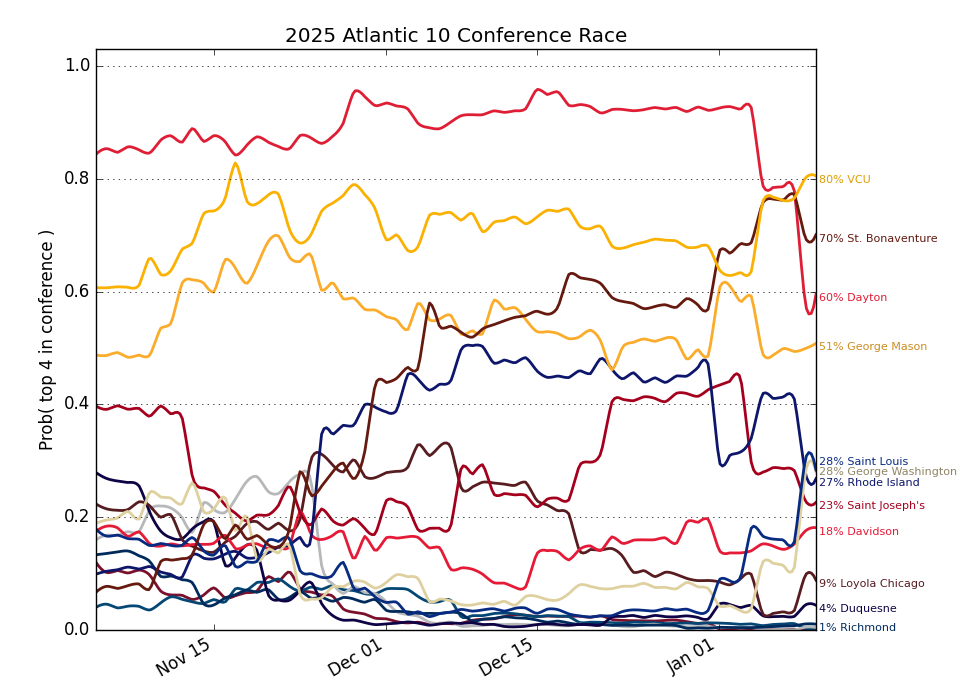 2025 Atlantic 10 Conference Race
Prob( top 4 in conference )
1.0
0.8
0.6
0.4
0.2
0.0
Nov 15
Dec 01
Dec 15
Jan 01
80% VCU
70% St. Bonaventure
60% Dayton
51% George Mason
28% Saint Louis
28% George Washington
27% Rhode Island
23% Saint Joseph's
18% Davidson
9% Loyola Chicago
4% Duquesne
1% Richmond